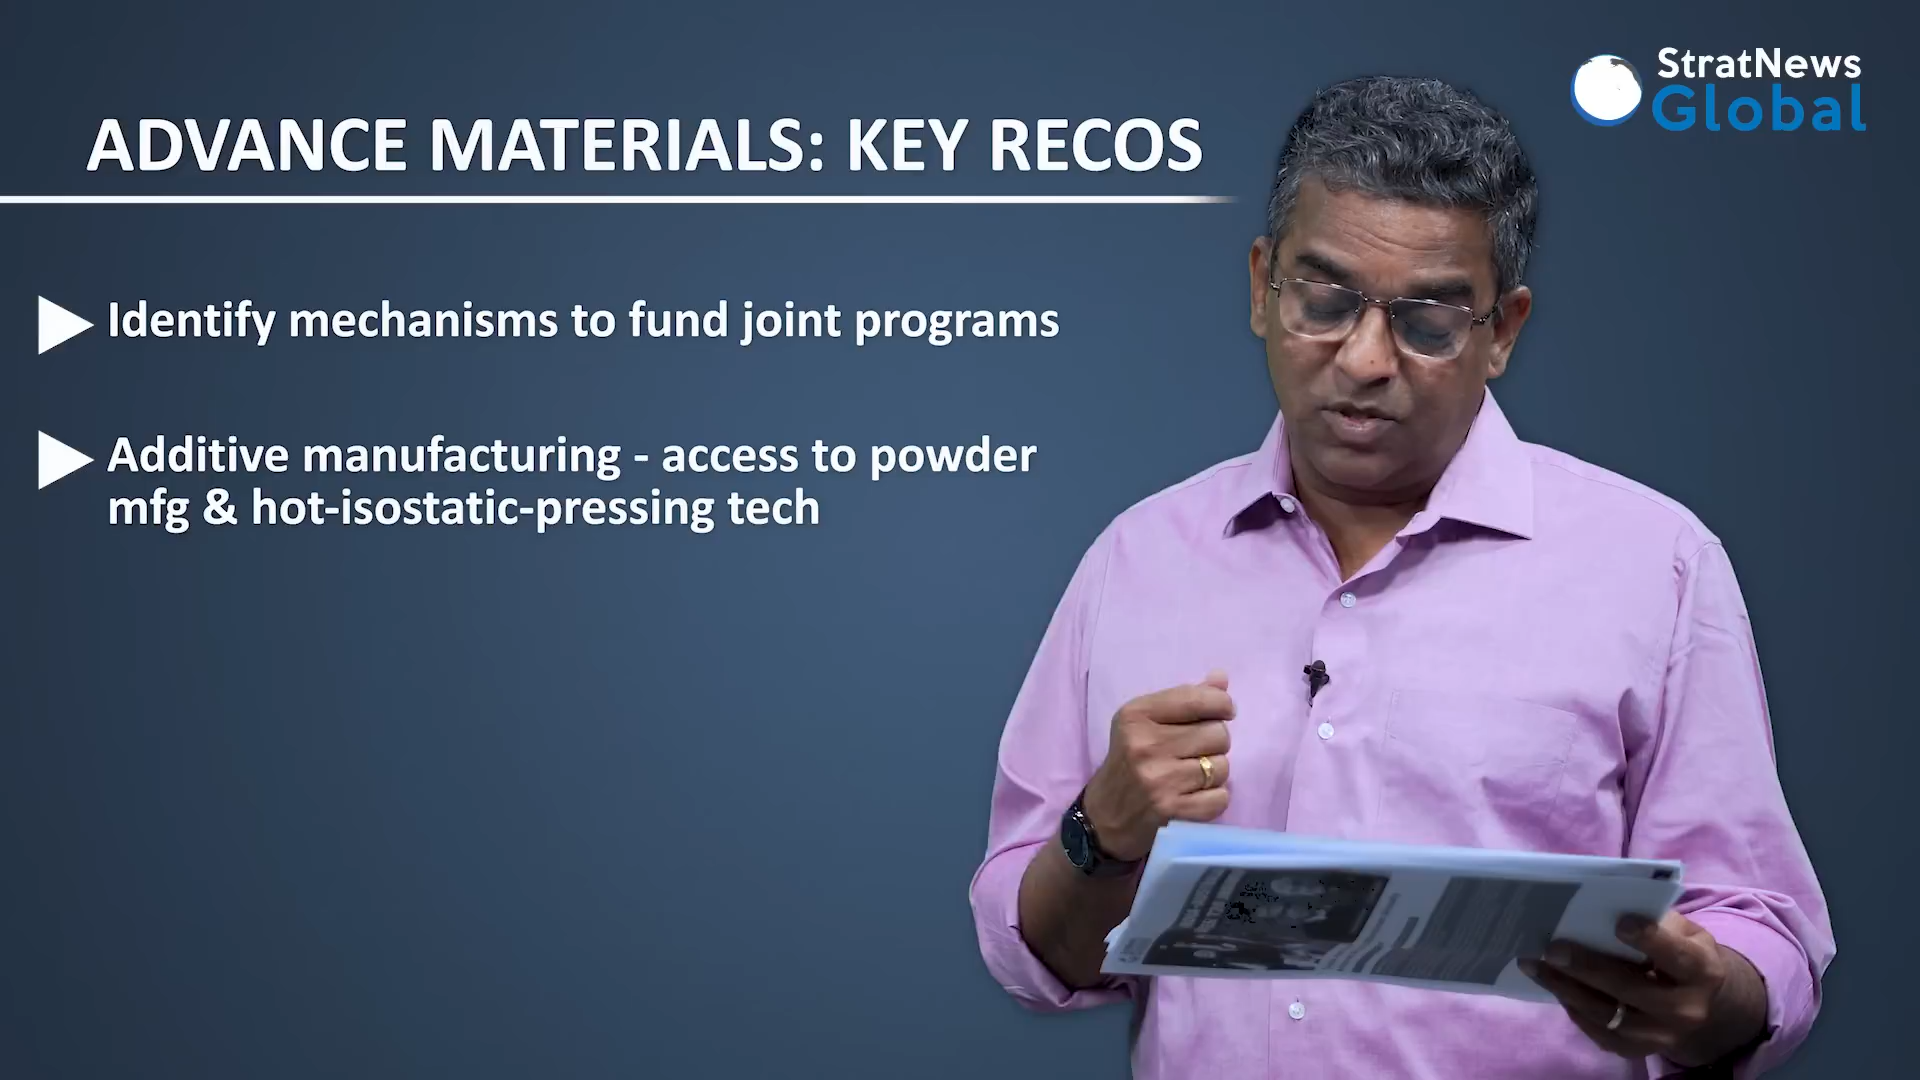 StratNews
Global
ADVANCE MATERIALS: KEY RECOS
Identify mechanisms to fund joint programs
Additive manufacturing - access to powder
mfg & hot-isostatic-pressing tech